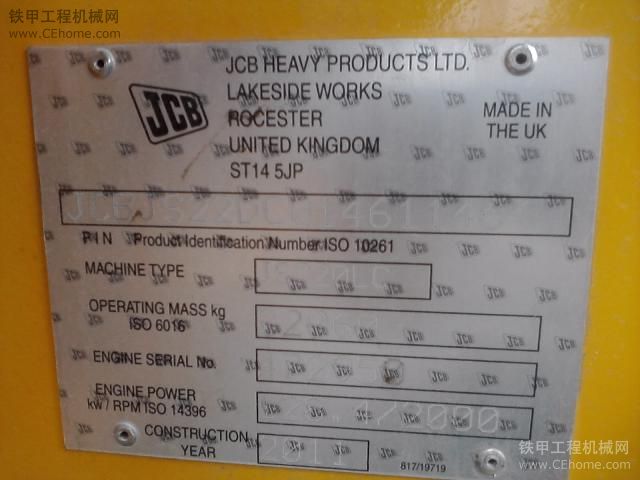 铁甲工程机械网
www.CEhome.com
JCB
JCB HEAVY PRODUCTS LTD.
LAKESIDE WORKS
ROCESTER
UNITED KINGDOM
ST14 5JP
MADE IN
THE UK
PIN Product Identification Number ISO 10261
MACHINE TYPE
OPERATING MASS kg
ISO 6016
ENGINE SERIAL No.
ENGINE POWER
kw / RPM ISO 14396
CONSTRUCTION
YEAR
2011
817/19719
铁甲工程机械网
www.CEhome.com